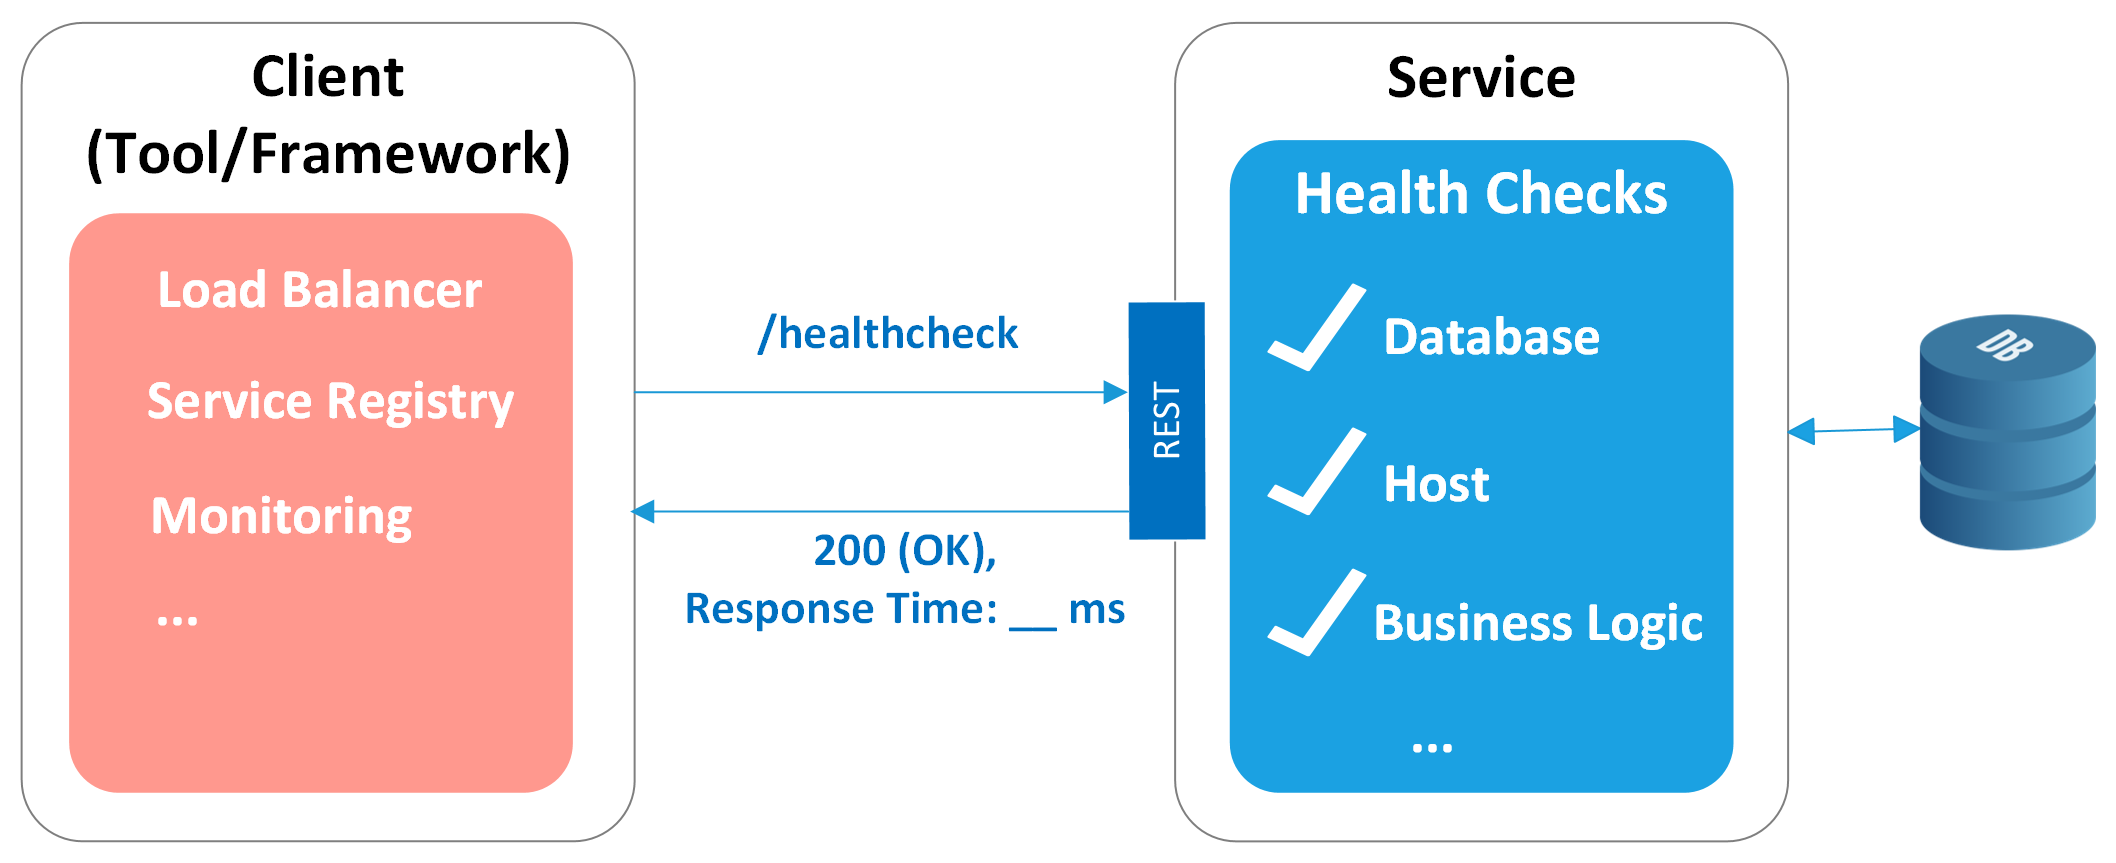 Client
(Tool/Framework)
Load Balancer
Service Registry
Monitoring
...
/healthcheck
200 (OK),
Response Time: __ ms
REST
Service
Health Checks
Database
Host
Business Logic
...
DB